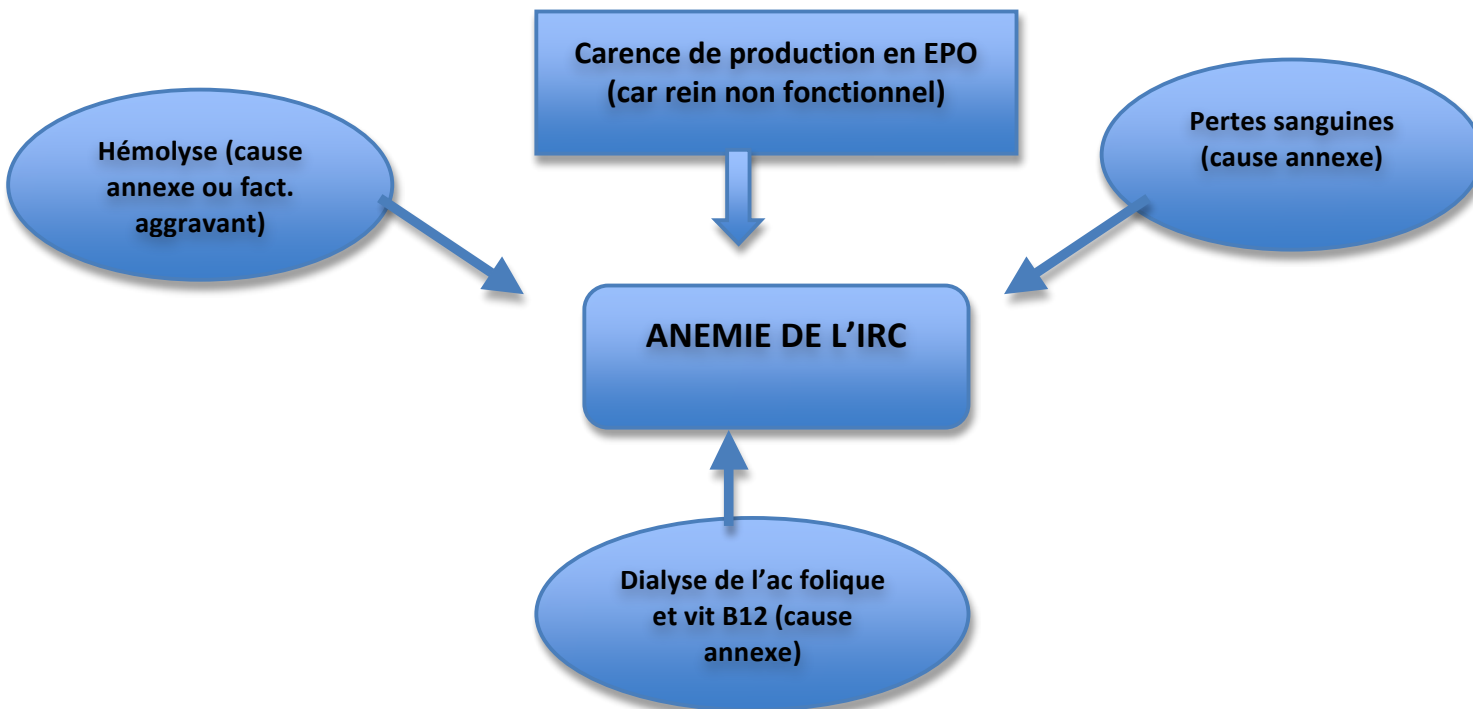 Carence de production en EPO
(car rein non fonctionnel)
Hémolyse (cause
annexe ou fact.
aggravant)
Pertes sanguines
(cause annexe)
ANEMIE DE L’IRC
Dialyse de l’ac folique
et vit B12 (cause
annexe)